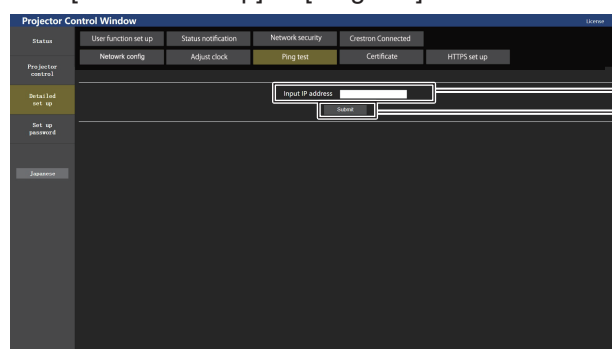 Projector Control Window
License
Status
User function set up
Status notification
Network security
Crestron Connected
Netowrk config
Adjust clock
Ping test
Certificate
HTTPS set up
Projector
control
Detailed
set up
Input IP address
Submit
Set up
password
Japanese